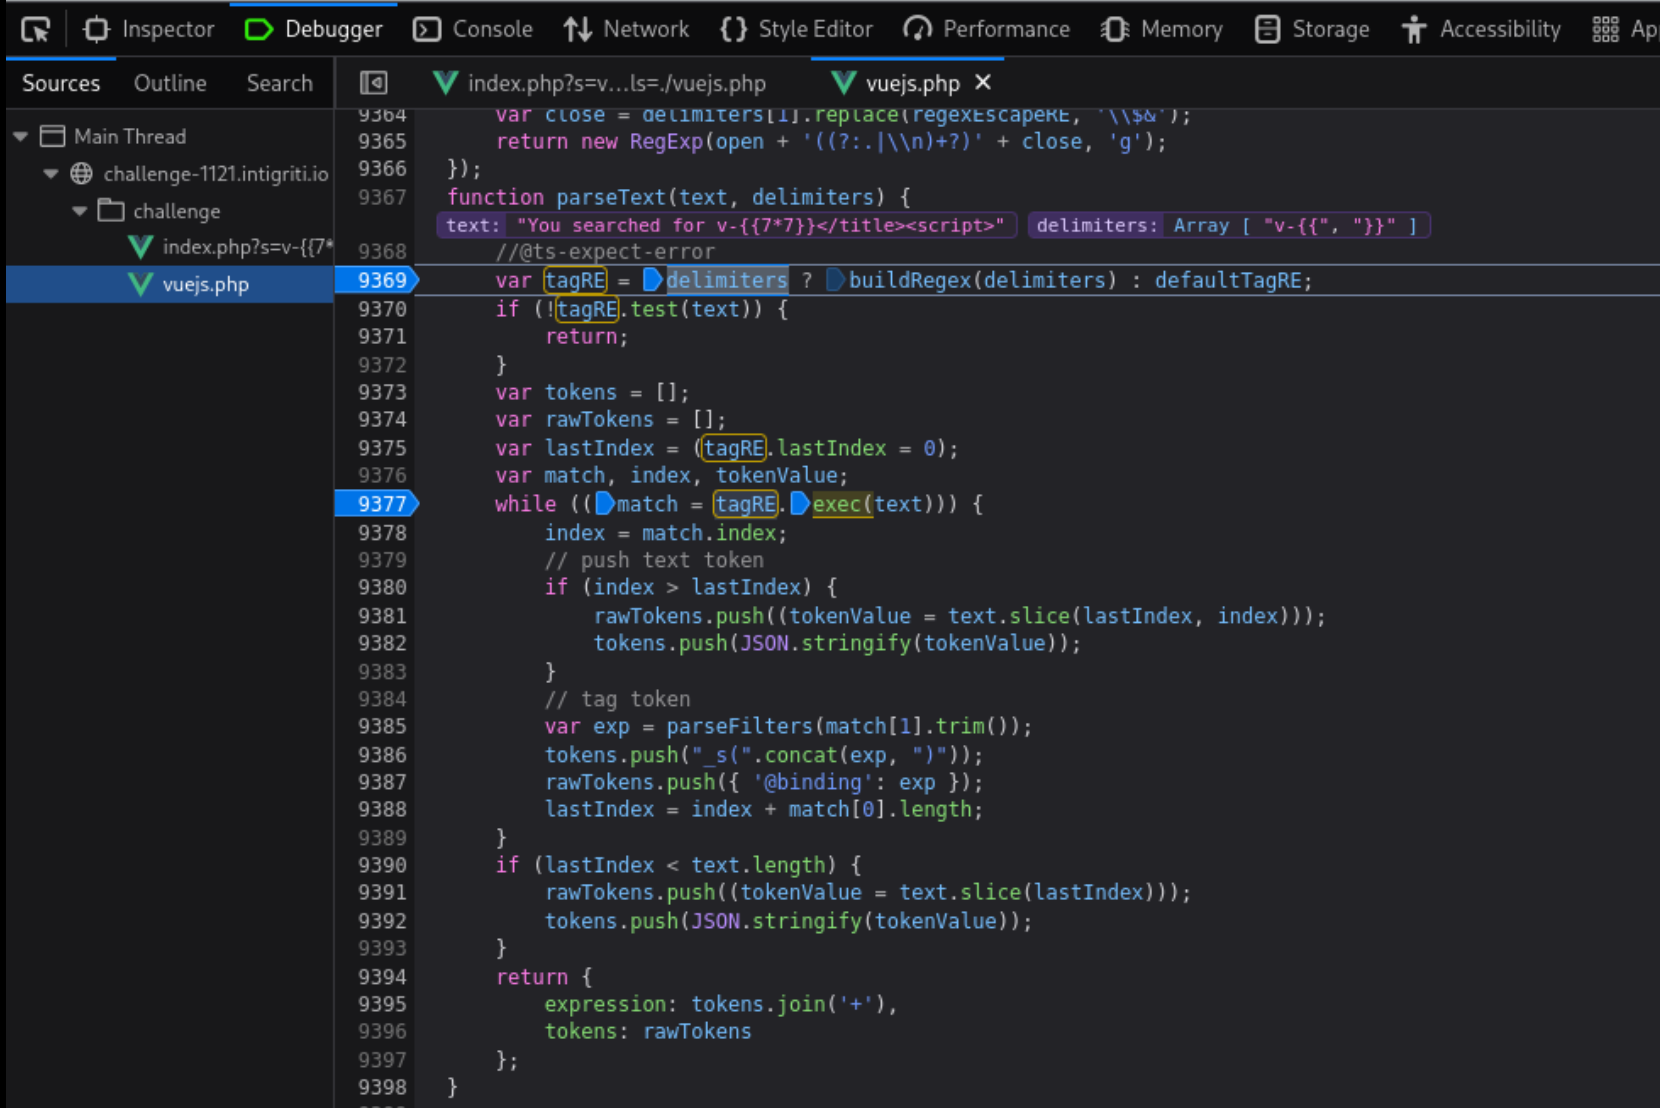 Inspector Debugger Console Network {} Style Editor Performance Memory Storage Accessibility Ap
Sources Outline Search index.php?s=v...ls=./vuejs.php vuejs.php
Main Thread
challenge-1121.intigriti.io
challenge
index.php?s=v-{{7*
vuejs.php
9364 var close = delimiters[1].replace(regexEscapeRE, '\\$&');
9365 return new RegExp(open + '((?:.|\\n)+?)' + close, 'g');
9366 });
9367 function parseText(text, delimiters) {
text: "You searched for v-{{7*7}}</title><script>" delimiters: Array [ "v-{{", "}}" ]
9368 //@ts-expect-error
9369 var tagRE = delimiters ? buildRegex(delimiters) : defaultTagRE;
9370 if (!tagRE.test(text)) {
9371 return;
9372 }
9373 var tokens = [];
9374 var rawTokens = [];
9375 var lastIndex = (tagRE.lastIndex = 0);
9376 var match, index, tokenValue;
9377 while ((match = tagRE.exec(text))) {
9378 index = match.index;
9379 // push text token
9380 if (index > lastIndex) {
9381 rawTokens.push((tokenValue = text.slice(lastIndex, index)));
9382 tokens.push(JSON.stringify(tokenValue));
9383 }
9384 // tag token
9385 var exp = parseFilters(match[1].trim());
9386 tokens.push("_s(".concat(exp, ")"));
9387 rawTokens.push({ '@binding': exp });
9388 lastIndex = index + match[0].length;
9389 }
9390 if (lastIndex < text.length) {
9391 rawTokens.push((tokenValue = text.slice(lastIndex)));
9392 tokens.push(JSON.stringify(tokenValue));
9393 }
9394 return {
9395 expression: tokens.join('+'),
9396 tokens: rawTokens
9397 };
9398 }